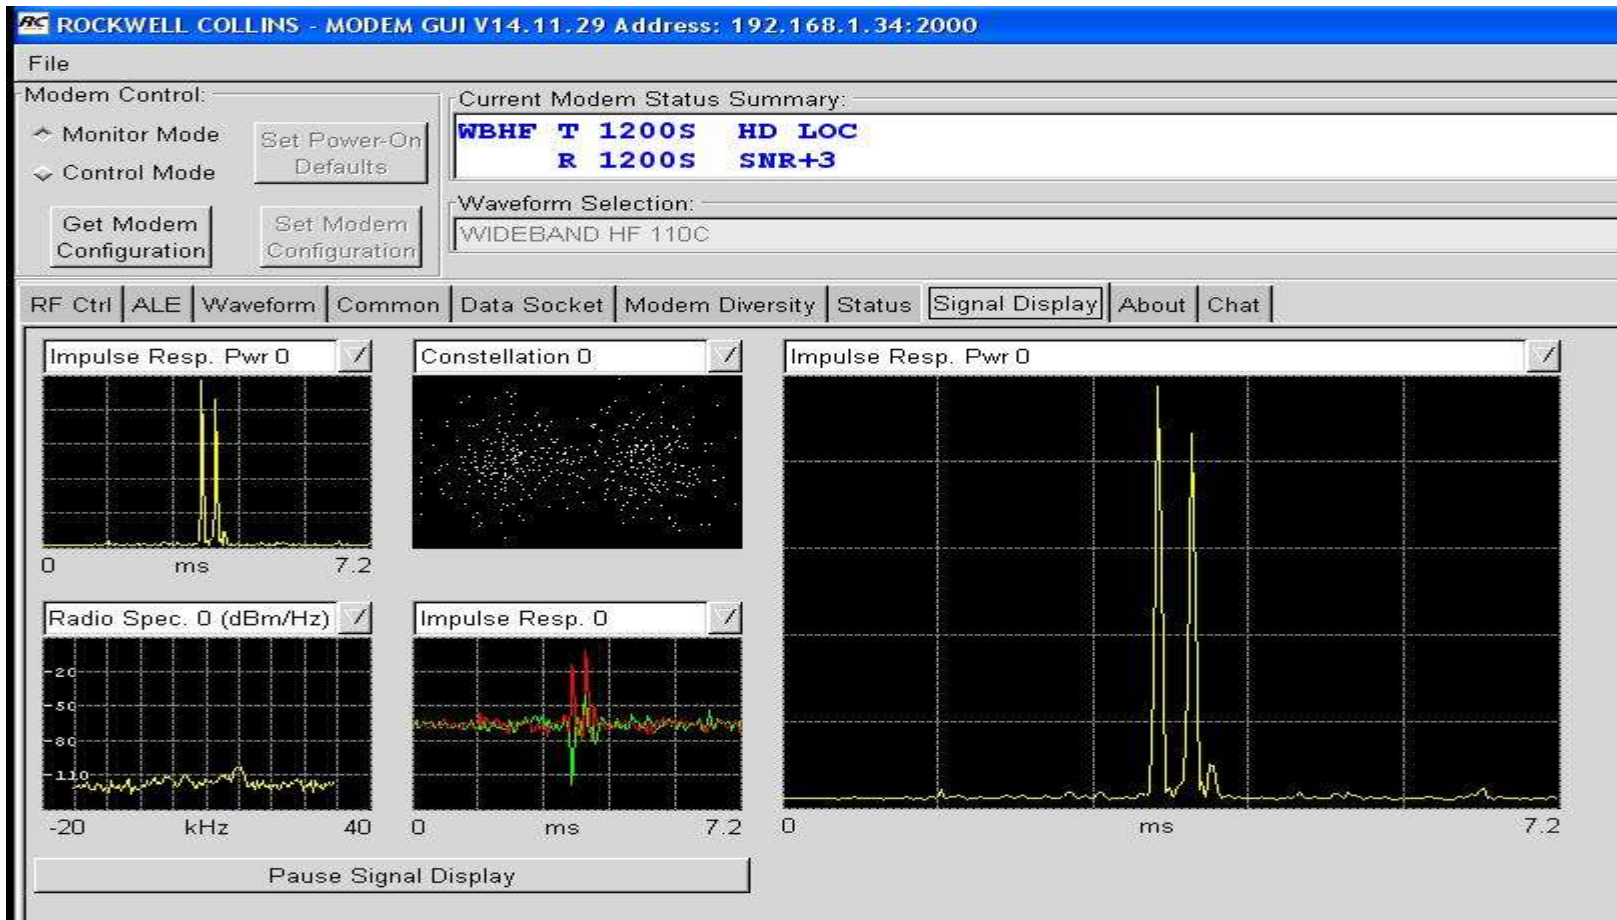 RC ROCKWELL COLLINS - MODEM GUI V14.11.29 Address: 192.168.1.34:2000
File
Modem Control:
Monitor Mode
Control Mode
Set Power-On
Defaults
Get Modem
Configuration
Set Modem
Configuration
Current Modem Status Summary:
WBHF T 1200S HD LOC
R 1200S SNR+3
Waveform Selection:
WIDEBAND HF 110C
RF Ctrl ALE Waveform Common Data Socket Modem Diversity Status Signal Display About Chat
Impulse Resp. Pwr 0
0 ms 7.2
Constellation 0
Impulse Resp. Pwr 0
0 ms 7.2
Radio Spec. 0 (dBm/Hz)
-20
-50
-80
-110
-20 kHz 40
Impulse Resp. 0
0 ms 7.2
Pause Signal Display